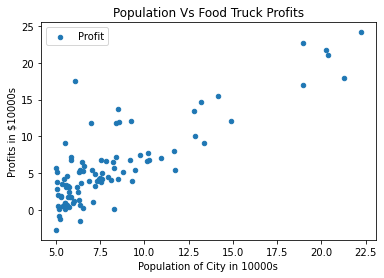 Population Vs Food Truck Profits
Profit
Profits in $10000s
25
20
15
10
5
0
5.0 7.5 10.0 12.5 15.0 17.5 20.0 22.5
Population of City in 10000s